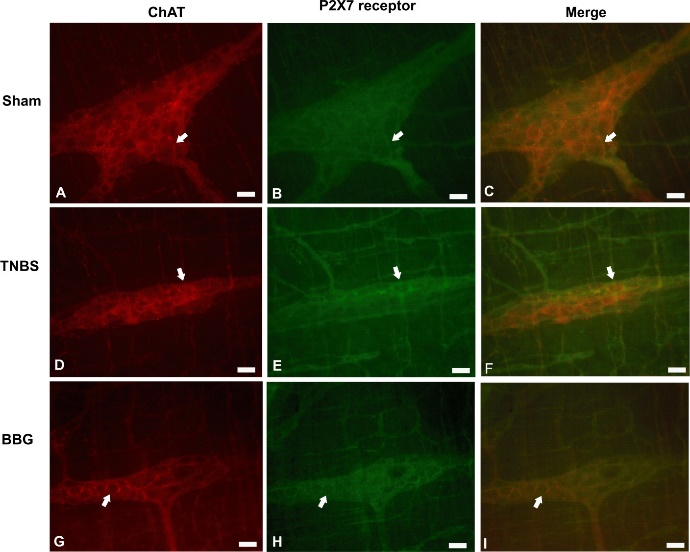 ChAT P2X7 receptor Merge
Sham
A B C
TNBS
D E F
BBG
G H I